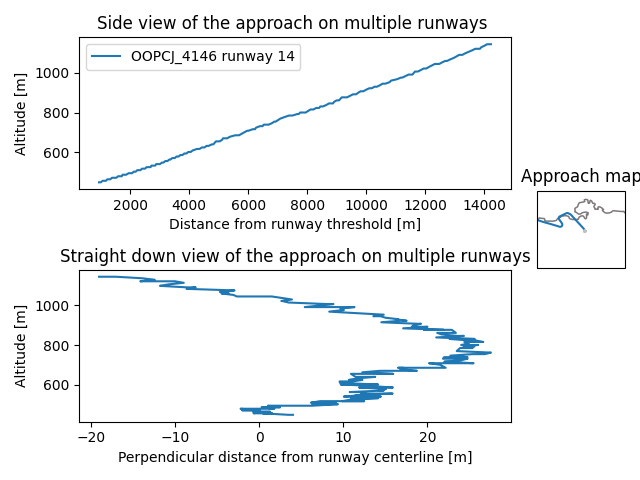 Side view of the approach on multiple runways
OOPCJ_4146 runway 14
Altitude [m]
1000
800
600
2000 4000 6000 8000 10000 12000 14000
Distance from runway threshold [m]
Approach map
Straight down view of the approach on multiple runways
Altitude [m]
1000
800
600
−20 −10 0 10 20
Perpendicular distance from runway centerline [m]